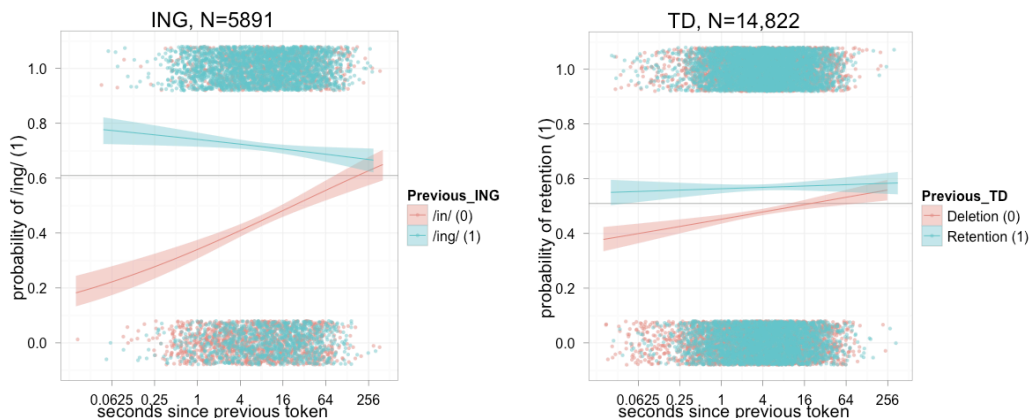 ING, N=5891
probability of /ing/ (1)
1.0
0.8
0.6
0.4
0.2
0.0
0.0625 0.25 1 4 16 64 256
seconds since previous token
Previous_ING
/in/ (0)
/ing/ (1)
TD, N=14,822
probability of retention (1)
1.0
0.8
0.6
0.4
0.2
0.0
0.0625 0.25 1 4 16 64 256
seconds since previous token
Previous_TD
Deletion (0)
Retention (1)